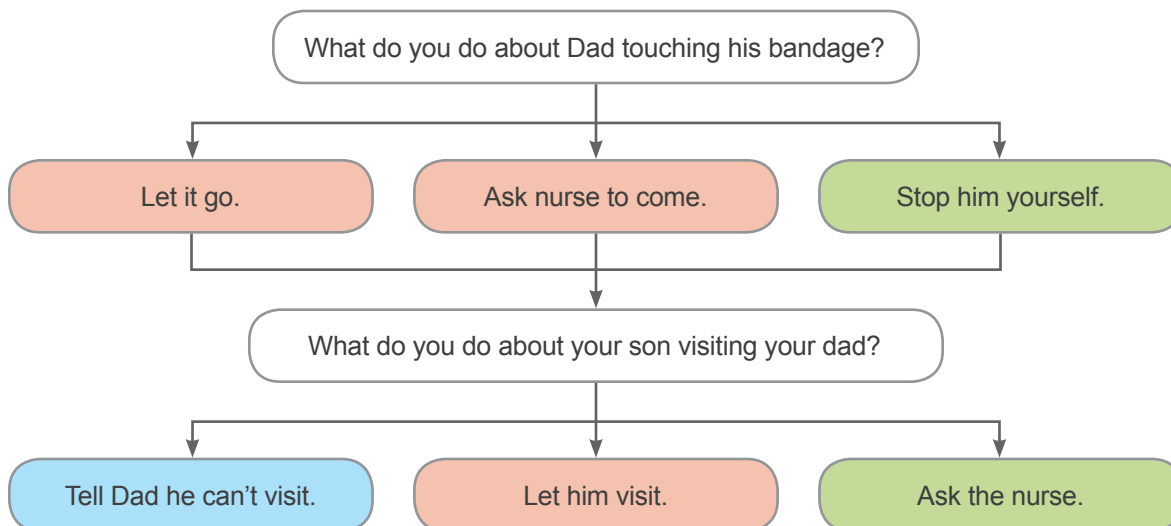 What do you do about Dad touching his bandage?
Let it go.
Ask nurse to come.
Stop him yourself.
What do you do about your son visiting your dad?
Tell Dad he can’t visit.
Let him visit.
Ask the nurse.